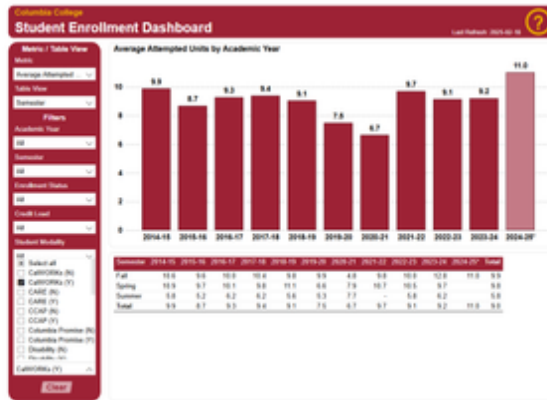 Columbia College
Student Enrollment Dashboard
?
Last Refresh 2025-02-18
Metric / Table View
Metric
Average Attempted ...
Table View
Semester
Filters
Academic Year
All
Semester
All
Enrollment Status
All
Credit Level
All
Student Modality
All
Select all
CalWORKs (N)
CalWORKs (Y)
CARE (N)
CARE (Y)
CCAP (N)
CCAP (Y)
Columbia Promise (N)
Columbia Promise (Y)
Disability (N)
CalWORKs (Y)
Clear
Average Attempted Units by Academic Year
10
8
6
4
2
0
9.9
8.7
9.3
9.4
9.1
7.5
6.7
9.7
9.1
9.2
11.0
2014-15
2015-16
2016-17
2017-18
2018-19
2019-20
2020-21
2021-22
2022-23
2023-24
2024-25*
Semester 2014-15 2015-16 2016-17 2017-18 2018-19 2019-20 2020-21 2021-22 2022-23 2023-24 2024-25* Total
Fall 10.6 9.6 10.0 10.4 9.8 9.9 4.8 9.8 10.8 12.8 11.0 9.9
Spring 10.9 9.7 10.1 9.8 11.1 6.6 7.9 10.7 10.5 9.7 9.8
Summer 5.8 5.2 6.2 6.2 5.6 5.3 7.7 - 5.8 6.2
Total 9.9 8.7 9.3 9.4 9.1 7.5 6.7 9.7 9.1 9.2 11.0 9.0